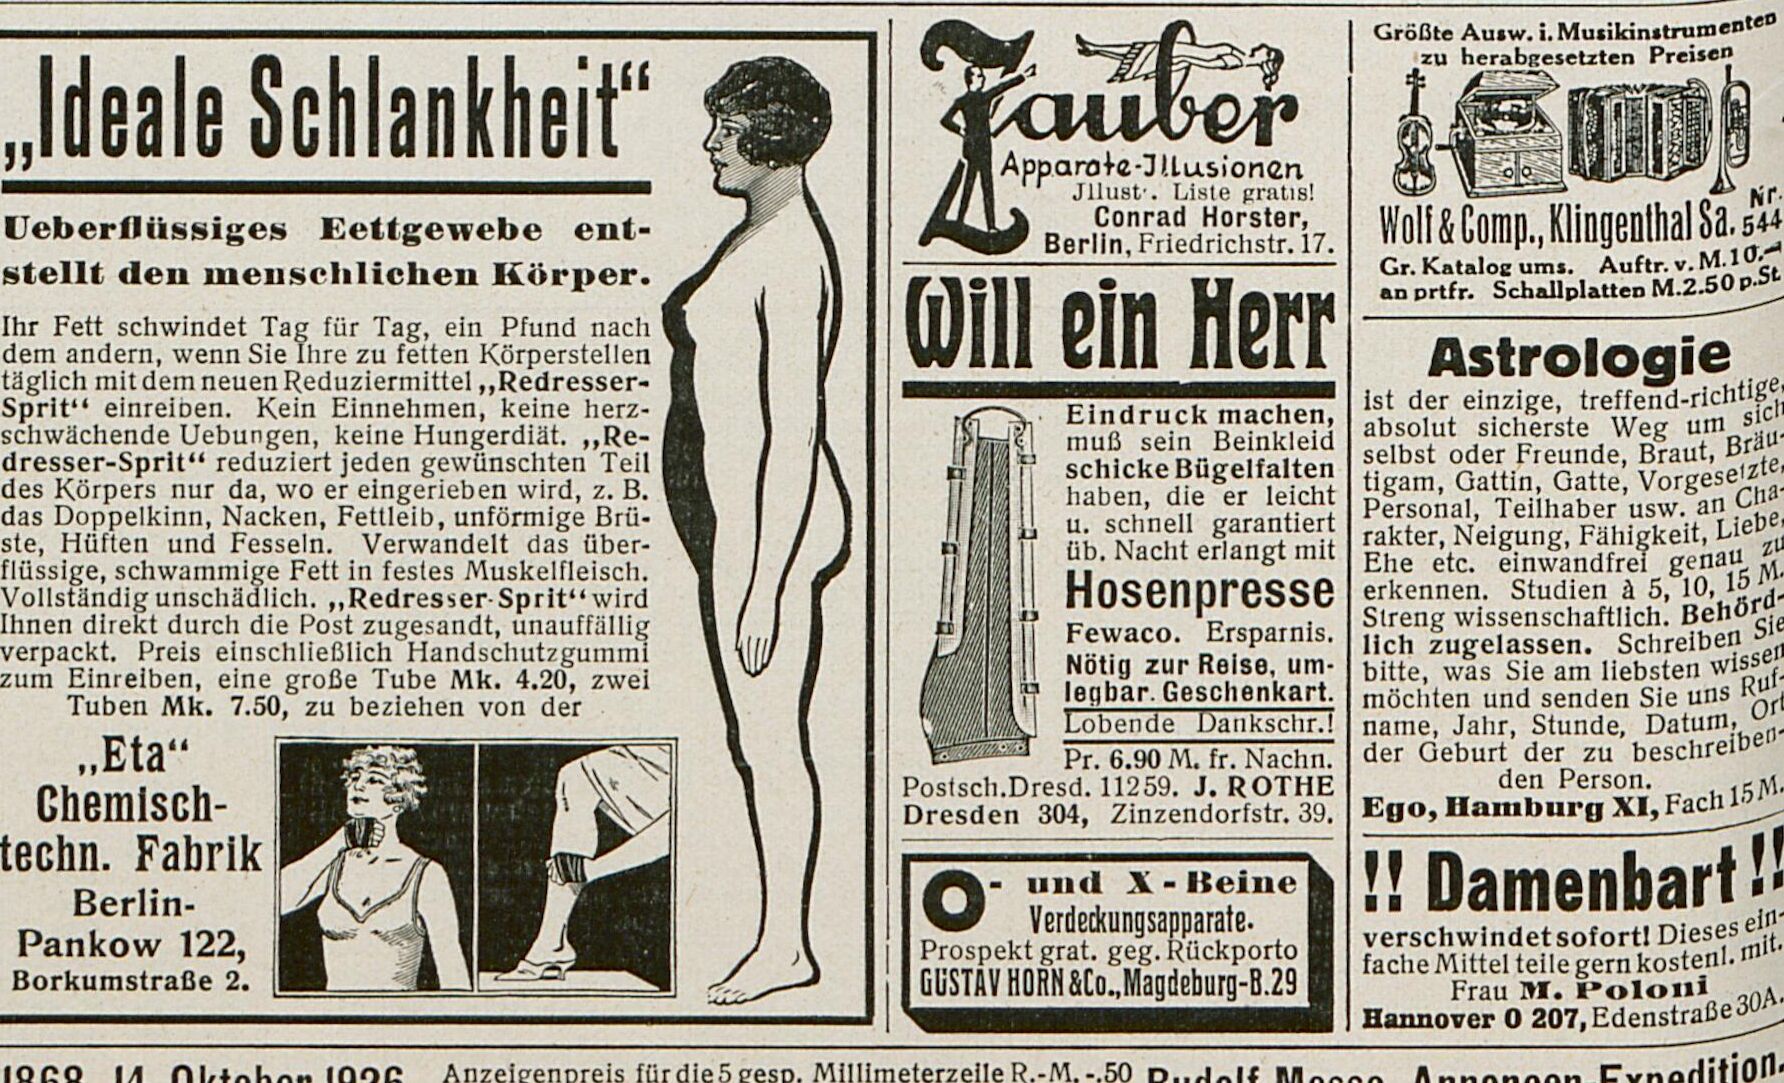 „Ideale Schlankheit“
Ueberflüssiges Eettgewebe ent-
stellt den menschlichen Körper.
Ihr Fett schwindet Tag für Tag, ein Pfund nach
dem andern, wenn Sie Ihre zu fetten Körperstellen
täglich mit dem neuen Reduziermittel „Redresser-
Sprit“ einreiben. Kein Einnehmen, keine herz-
schwächende Uebungen, keine Hungerdiät. „Re-
dresser-Sprit“ reduziert jeden gewünschten Teil
des Körpers nur da, wo er eingerieben wird, z. B.
das Doppelkinn, Nacken, Fettleib, unförmige Brü-
ste, Hüften und Fesseln. Verwandelt das über-
flüssige, schwammige Fett in festes Muskelfleisch.
Vollständig unschädlich. „Redresser-Sprit“ wird
Ihnen direkt durch die Post zugesandt, unauffällig
verpackt. Preis einschließlich Handschutzgummi
zum Einreiben, eine große Tube Mk. 4.20, zwei
Tuben Mk. 7.50, zu beziehen von der
„Eta“
Chemisch-
techn. Fabrik
Berlin-
Pankow 122,
Borkumstraße 2.
Zauber
Apparate-Jllusionen
Jllust. Liste gratis!
Conrad Horster,
Berlin, Friedrichstr. 17.
Will ein Herr
Eindruck machen,
muß sein Beinkleid
schicke Bügelfalten
haben, die er leicht
u. schnell garantiert
üb. Nacht erlangt mit
Hosenpresse
Fewaco. Ersparnis.
Nötig zur Reise, um-
legbar. Geschenkart.
Lobende Dankschr.!
Pr. 6.90 M. fr. Nachn.
Postsch. Dresd. 11259. J. ROTHE
Dresden 304, Zinzendorfstr. 39.
O- und X-Beine
Verdeckungsapparate.
Prospekt grat. geg. Rückporto
GUSTAV HORN & Co., Magdeburg-B. 29
Größte Ausw. i. Musikinstrumenten
zu herabgesetzten Preisen
Wolf & Comp., Klingenthal Sa. Nr. 544
Gr. Katalog ums. Auftr. v. M. 10.-
an prtfr. Schallplatten M. 2.50 p. St.
Astrologie
ist der einzige, treffend-richtige,
absolut sicherste Weg um sich
selbst oder Freunde, Braut, Bräu-
tigam, Gattin, Gatte, Vorgesetzte,
Personal, Teilhaber usw. an Cha-
rakter, Neigung, Fähigkeit, Liebe,
Ehe etc. einwandfrei genau zu
erkennen. Studien à 5, 10, 15 M.
Streng wissenschaftlich. Behörd-
lich zugelassen. Schreiben Sie
bitte, was Sie am liebsten wissen
möchten und senden Sie uns Ruf-
name, Jahr, Stunde, Datum, Ort
der Geburt der zu beschreiben-
den Person.
Ego, Hamburg XI, Fach 15 M.
!! Damenbart !!
verschwindet sofort! Dieses ein-
fache Mittel teile gern kostenl. mit.
Frau M. Poloni
Hannover O 207, Edenstraße 30A.
1868 14. Oktober 1926 Anzeigenpreis für die 5 gesp. Millimeterzeile R.-M. -.50 Rudolf Mosse, Annoncen-Expedition,